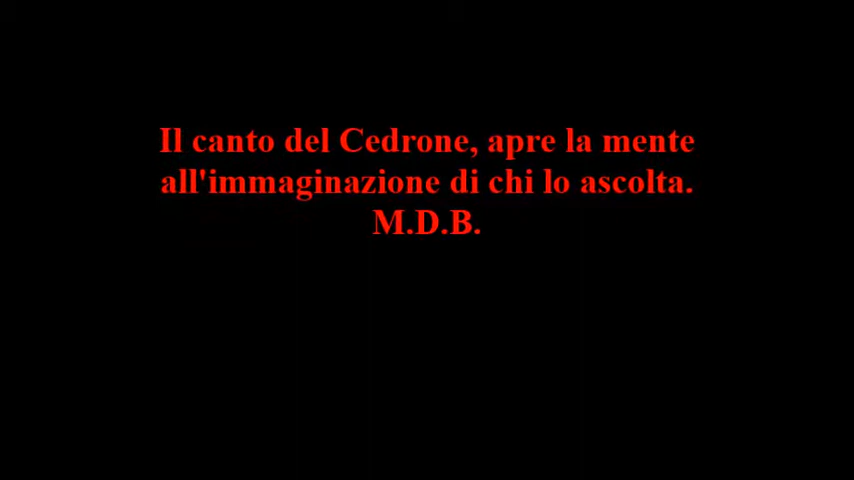 Il canto del Cedrone, apre la mente
all'immaginazione di chi lo ascolta.
M.D.B.